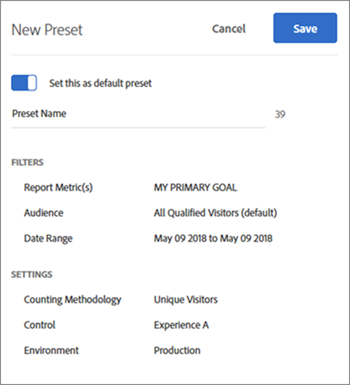 New Preset Cancel Save
Set this as default preset
Preset Name 39
FILTERS
Report Metric(s) MY PRIMARY GOAL
Audience All Qualified Visitors (default)
Date Range May 09 2018 to May 09 2018
SETTINGS
Counting Methodology Unique Visitors
Control Experience A
Environment Production